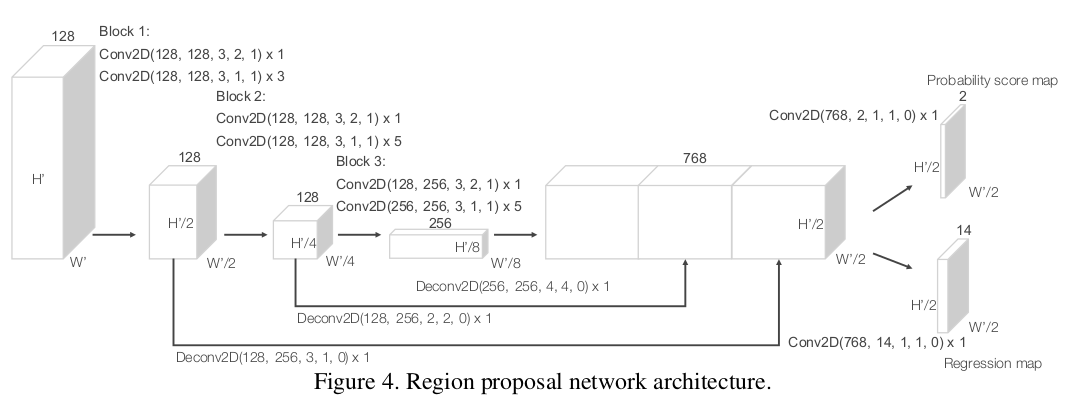 128
Block 1:
Conv2D(128, 128, 3, 2, 1) x 1
Conv2D(128, 128, 3, 1, 1) x 3
H'
W'
Block 2:
Conv2D(128, 128, 3, 2, 1) x 1
Conv2D(128, 128, 3, 1, 1) x 5
128
H'/2
W'/2
Block 3:
Conv2D(128, 256, 3, 2, 1) x 1
Conv2D(256, 256, 3, 1, 1) x 5
128
H'/4
W'/4
256
H'/8
W'/8
768
H'/2
W'/2
Deconv2D(256, 256, 4, 4, 0) x 1
Deconv2D(128, 256, 2, 2, 0) x 1
Deconv2D(128, 256, 3, 1, 0) x 1
Probability score map
2
Conv2D(768, 2, 1, 1, 0) x 1
H'/2
W'/2
14
H'/2
W'/2
Conv2D(768, 14, 1, 1, 0) x 1
Regression map
Figure 4. Region proposal network architecture.